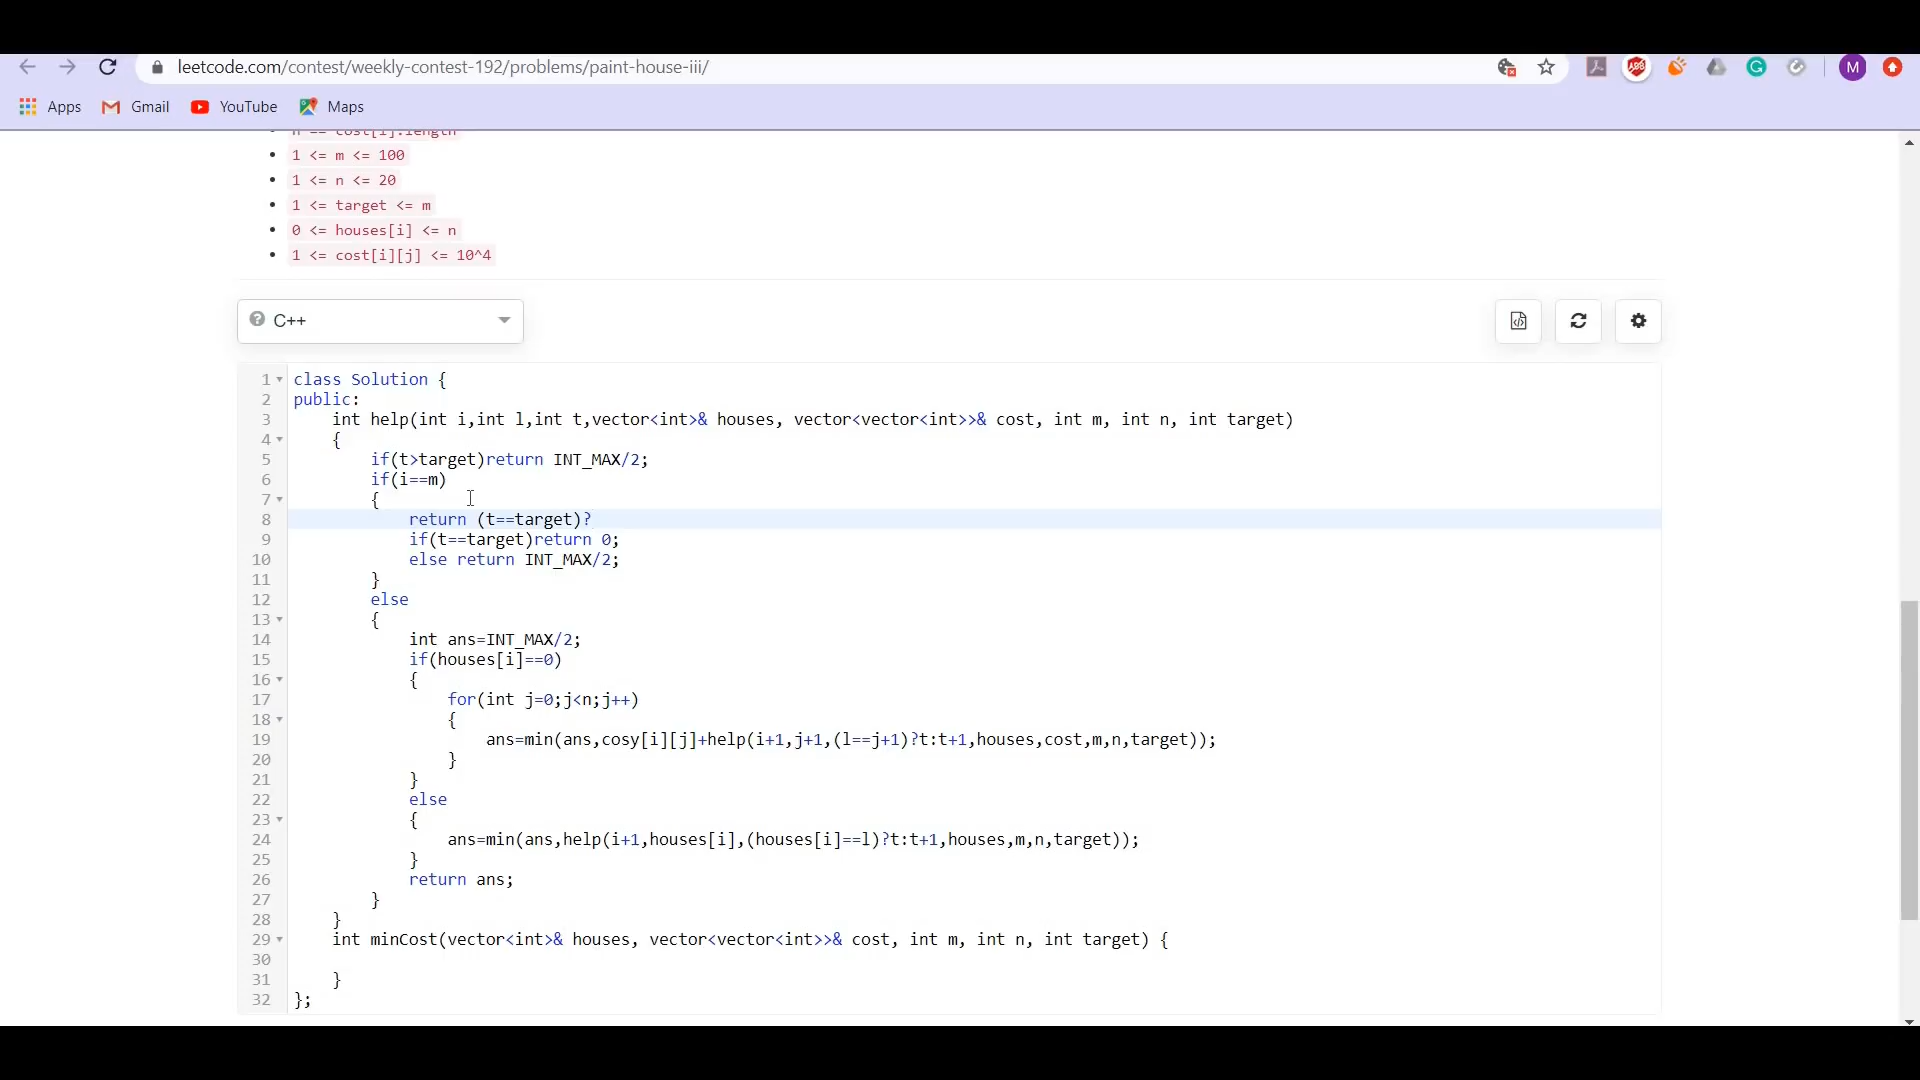 leetcode.com/contest/weekly-contest-192/problems/paint-house-iii/
M
Apps Gmail YouTube Maps
n == cost[i].length
1 <= m <= 100
1 <= n <= 20
1 <= target <= m
0 <= houses[i] <= n
1 <= cost[i][j] <= 10^4
C++
1 class Solution {
2 public:
3 int help(int i,int l,int t,vector<int>& houses, vector<vector<int>>& cost, int m, int n, int target)
4 {
5 if(t>target)return INT_MAX/2;
6 if(i==m)
7 {
8 return (t==target)?
9 if(t==target)return 0;
10 else return INT_MAX/2;
11 }
12 else
13 {
14 int ans=INT_MAX/2;
15 if(houses[i]==0)
16 {
17 for(int j=0;j<n;j++)
18 {
19 ans=min(ans,cosy[i][j]+help(i+1,j+1,(l==j+1)?t:t+1,houses,cost,m,n,target));
20 }
21 }
22 else
23 {
24 ans=min(ans,help(i+1,houses[i],(houses[i]==l)?t:t+1,houses,m,n,target));
25 }
26 return ans;
27 }
28 }
29 int minCost(vector<int>& houses, vector<vector<int>>& cost, int m, int n, int target) {
30
31 }
32 };